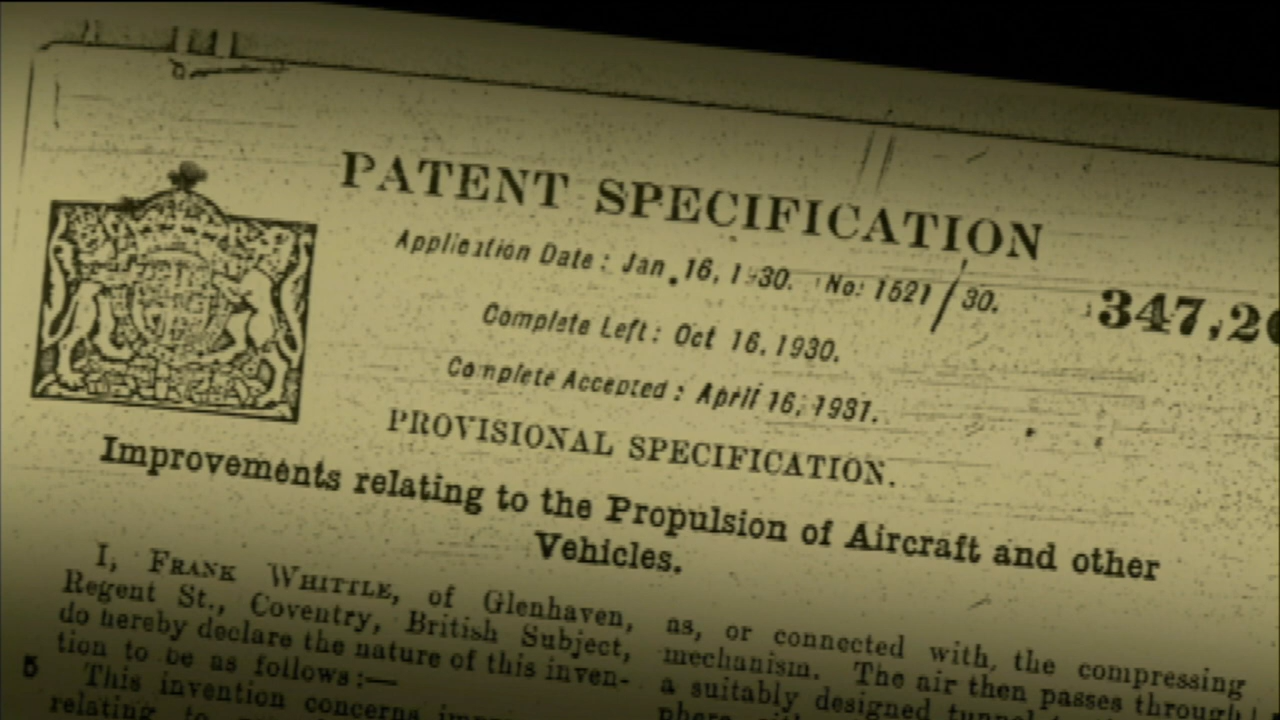 PATENT SPECIFICATION
Application Date: Jan. 16, 1930. No: 1521/30.
347,20
Complete Left: Oct 16, 1930.
Complete Accepted: April 16, 1931.
PROVISIONAL SPECIFICATION.
Improvements relating to the Propulsion of Aircraft and other
Vehicles.
I, FRANK WHITTLE, of Glenhaven,
Regent St., Coventry, British Subject,
do hereby declare the nature of this inven-
tion to be as follows:—
5 This invention concerns
relating to
as, or connected with, the compressing
mechanism. The air then passes through
a suitably designed